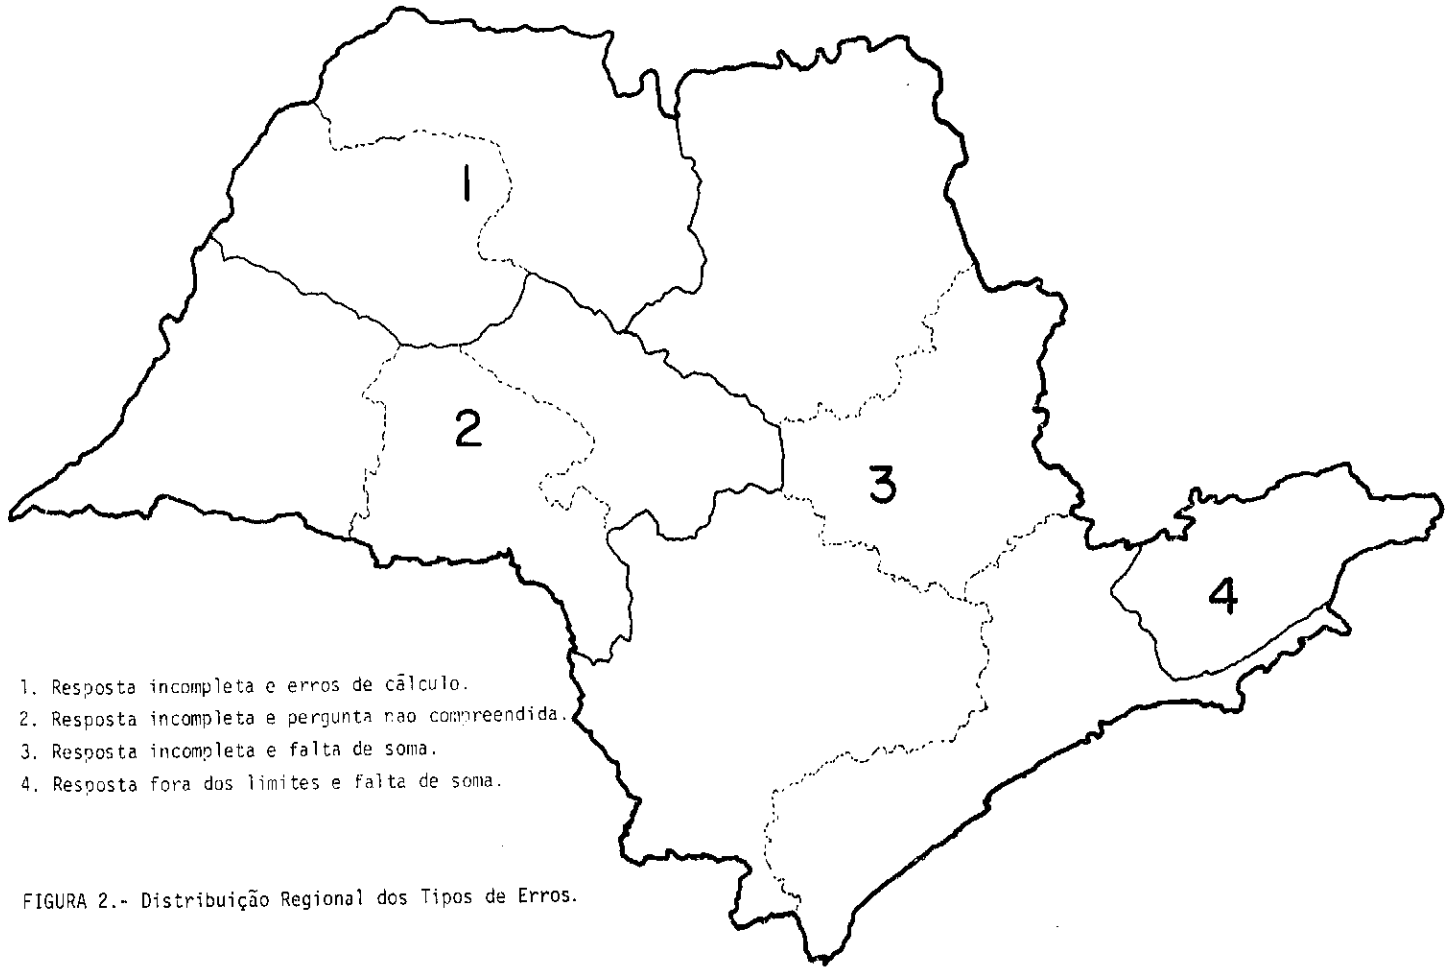 1
2
3
4
1. Resposta incompleta e erros de cālculo.
2. Resposta incompleta e pergunta nao compreendida.
3. Resposta incompleta e falta de soma.
4. Resposta fora dos limites e falta de soma.
FIGURA 2.- Distribuição Regional dos Tipos de Erros.